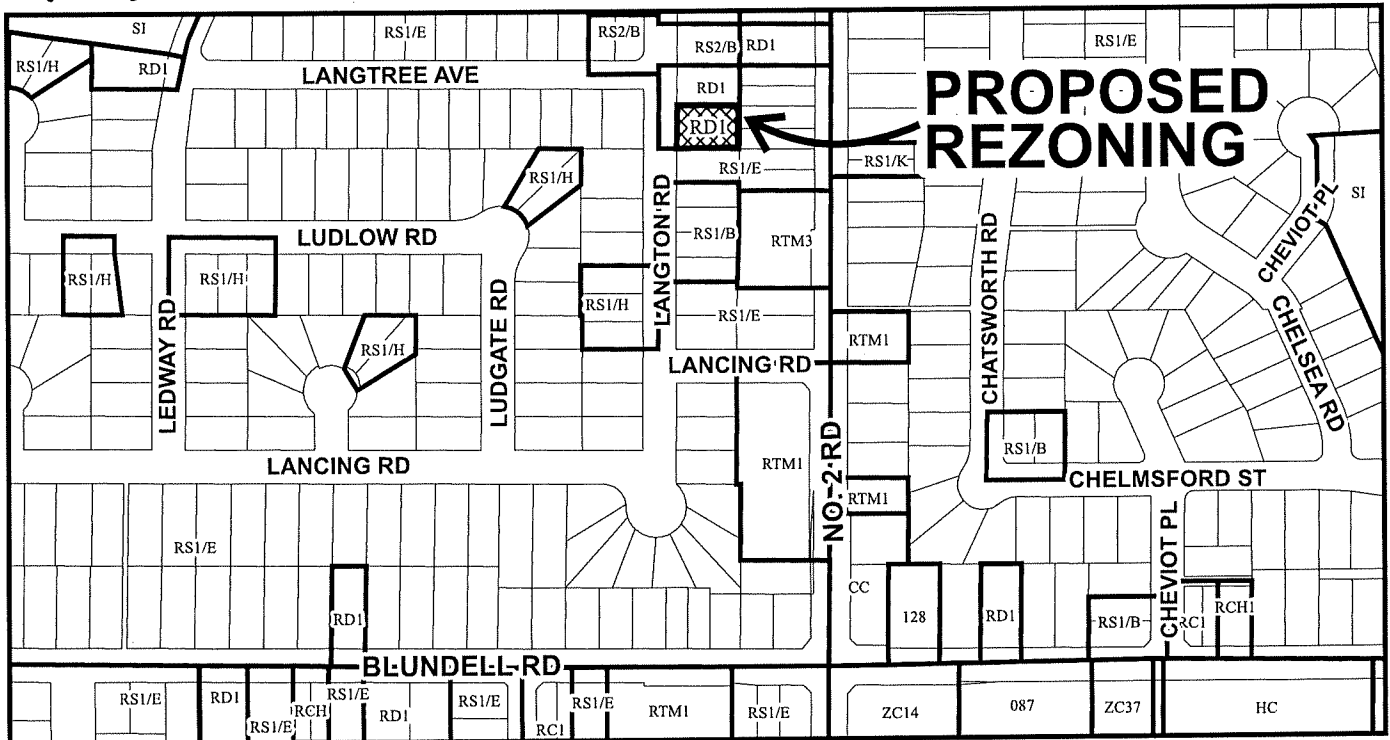 SI
RS1/E
RS2/B
RS2/B
RD1
RS1/E
RS1/H
RD1
LANGTREE AVE
RD1
PROPOSED
REZONING
RD1
RS1/E
RS1/K
RS1/H
SI
LUDLOW RD
LANGTON RD
RS1/B
RTM3
CHATSWORTH RD
CHEVIOT PL
RS1/H
RS1/H
RS1/H
RS1/E
LEDWAY RD
LUDGATE RD
RS1/H
LANCING RD
RTM1
CHELSEA RD
LANCING RD
RTM1
NO. 2 RD
RTM1
RS1/B
CHELMSFORD ST
RS1/E
RD1
CC
128
RD1
RS1/B
CHEVIOT PL
RC1
RCH1
BLUNDELL RD
RS1/E
RD1
RS1/E
RCH
RS1/E
RD1
RS1/E
RC1
RS1/E
RTM1
RS1/E
ZC14
087
ZC37
HC